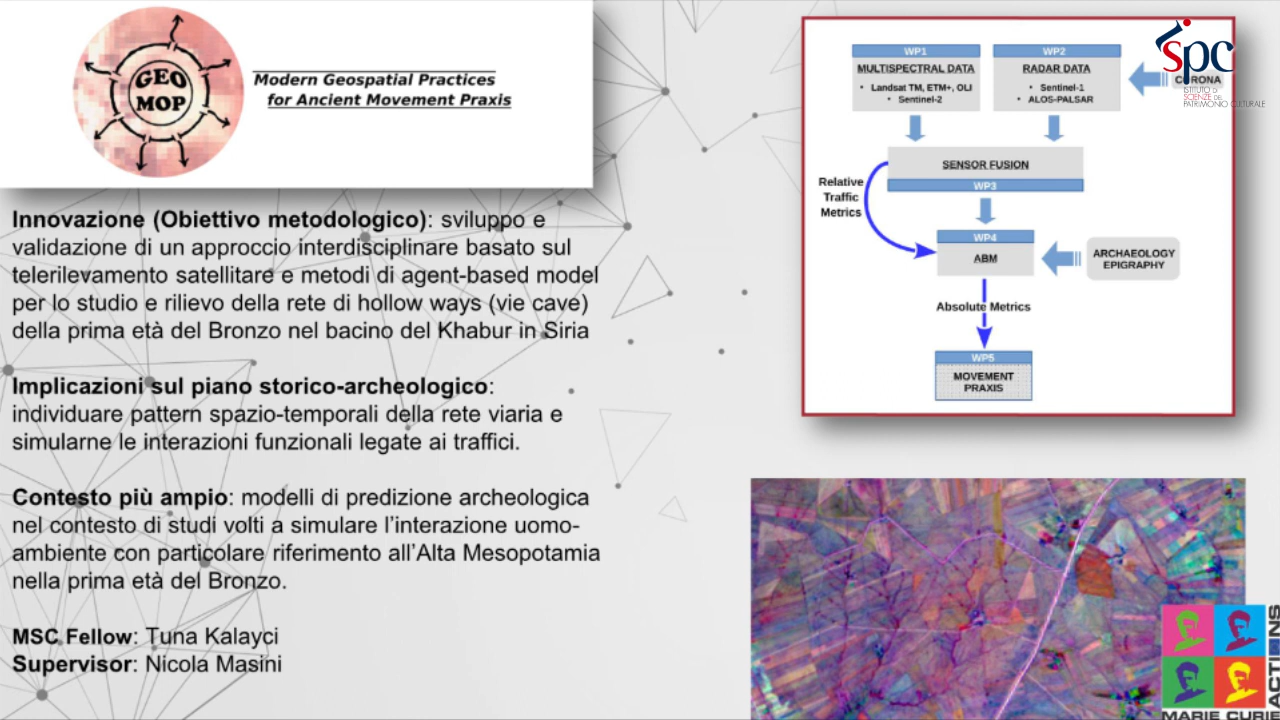 GEO
MOP
Modern Geospatial Practices
for Ancient Movement Praxis
Innovazione (Obiettivo metodologico): sviluppo e
validazione di un approccio interdisciplinare basato sul
telerilevamento satellitare e metodi di agent-based model
per lo studio e rilievo della rete di hollow ways (vie cave)
della prima età del Bronzo nel bacino del Khabur in Siria
Implicazioni sul piano storico-archeologico:
individuare pattern spazio-temporali della rete viaria e
simularne le interazioni funzionali legate ai traffici.
Contesto più ampio: modelli di predizione archeologica
nel contesto di studi volti a simulare l'interazione uomo-
ambiente con particolare riferimento all'Alta Mesopotamia
nella prima età del Bronzo.
MSC Fellow: Tuna Kalayci
Supervisor: Nicola Masini
WP1
MULTISPECTRAL DATA
• Landsat TM, ETM+, OLI
• Sentinel-2
WP2
RADAR DATA
• Sentinel-1
• ALOS-PALSAR
CORONA
ispc
ISTITUTO DI
SCIENZE DEL
PATRIMONIO CULTURALE
SENSOR FUSION
WP3
Relative
Traffic
Metrics
WP4
ABM
ARCHAEOLOGY
EPIGRAPHY
Absolute Metrics
WP5
MOVEMENT
PRAXIS
MARIE CURIE
ACTIONS